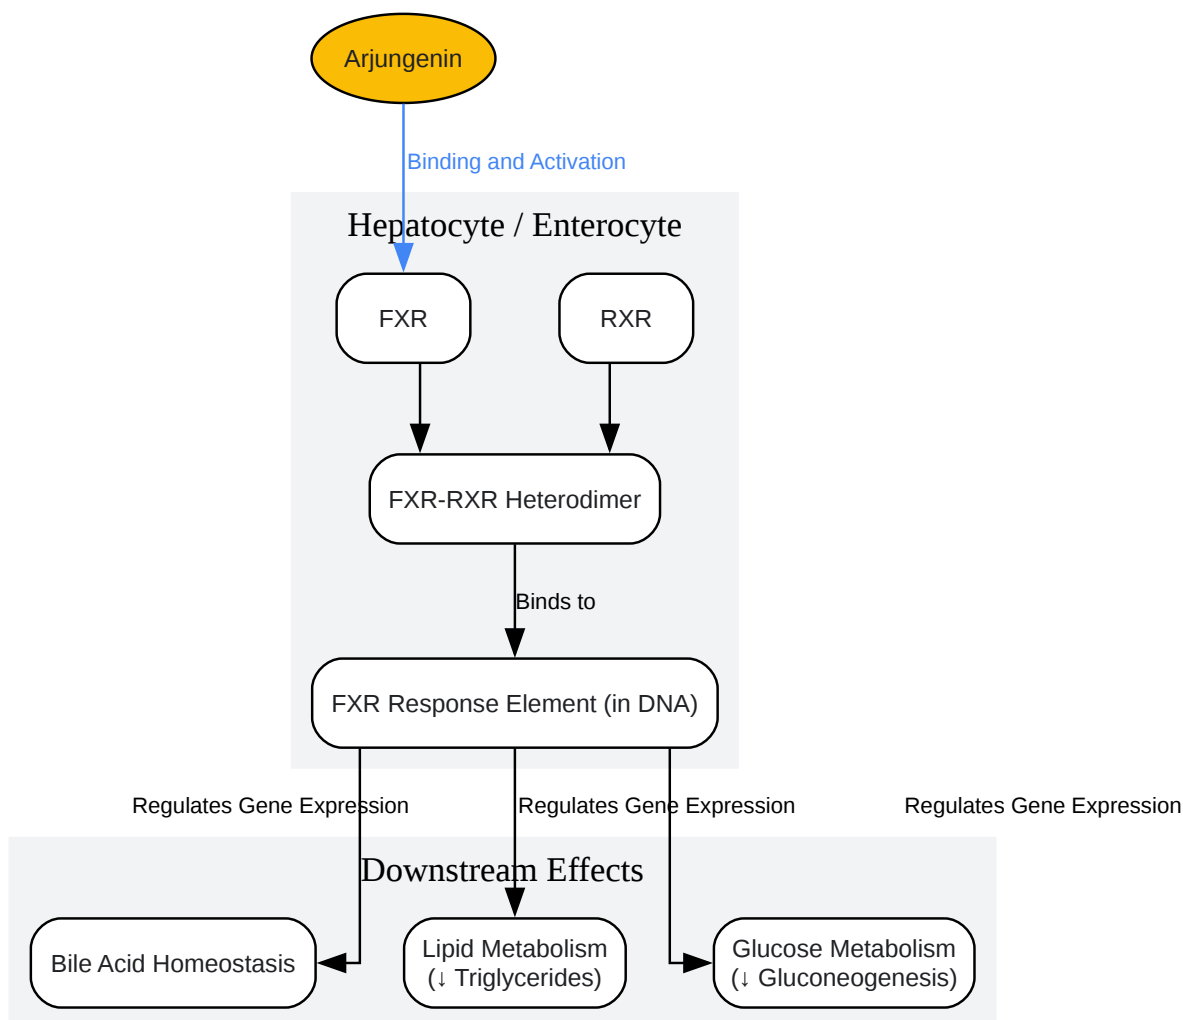 Arjungenin
Binding and Activation
Hepatocyte / Enterocyte
FXR
RXR
FXR-RXR Heterodimer
Binds to
FXR Response Element (in DNA)
Regulates Gene Expression
Regulates Gene Expression
Regulates Gene Expression
Downstream Effects
Bile Acid Homeostasis
Lipid Metabolism
(↓ Triglycerides)
Glucose Metabolism
(↓ Gluconeogenesis)